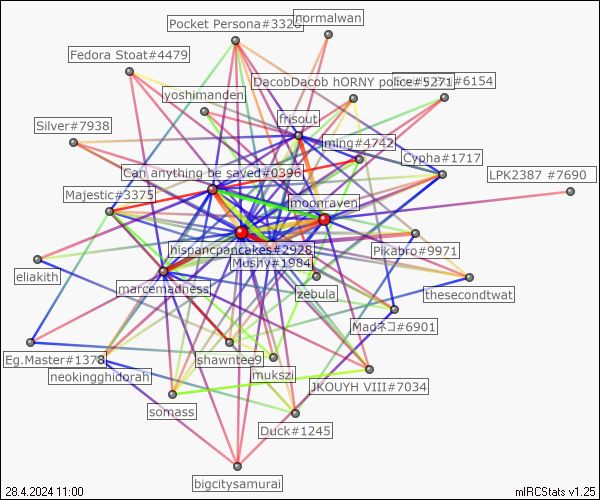 normalwan
Pocket Persona#3326
Fedora Stoat#4479
DacobDacob hORNY police#5271
#6154
yoshimanden
frisout
Silver#7938
ming#4742
Cypha#1717
Can anything be saved#0396
LPK2387 #7690
Majestic#3375
moonraven
hispancpancakes#2928
Pikabro#9971
Mushy#1984
eliakith
marcemadness
zebula
thesecondtwat
Madネコ#6901
Eg.Master#1378
shawntee9
neokingghidorah
mukszi
JKOUYH VIII#7034
somass
Duck#1245
bigcitysamurai
28.4.2024 11:00
mIRCStats v1.25